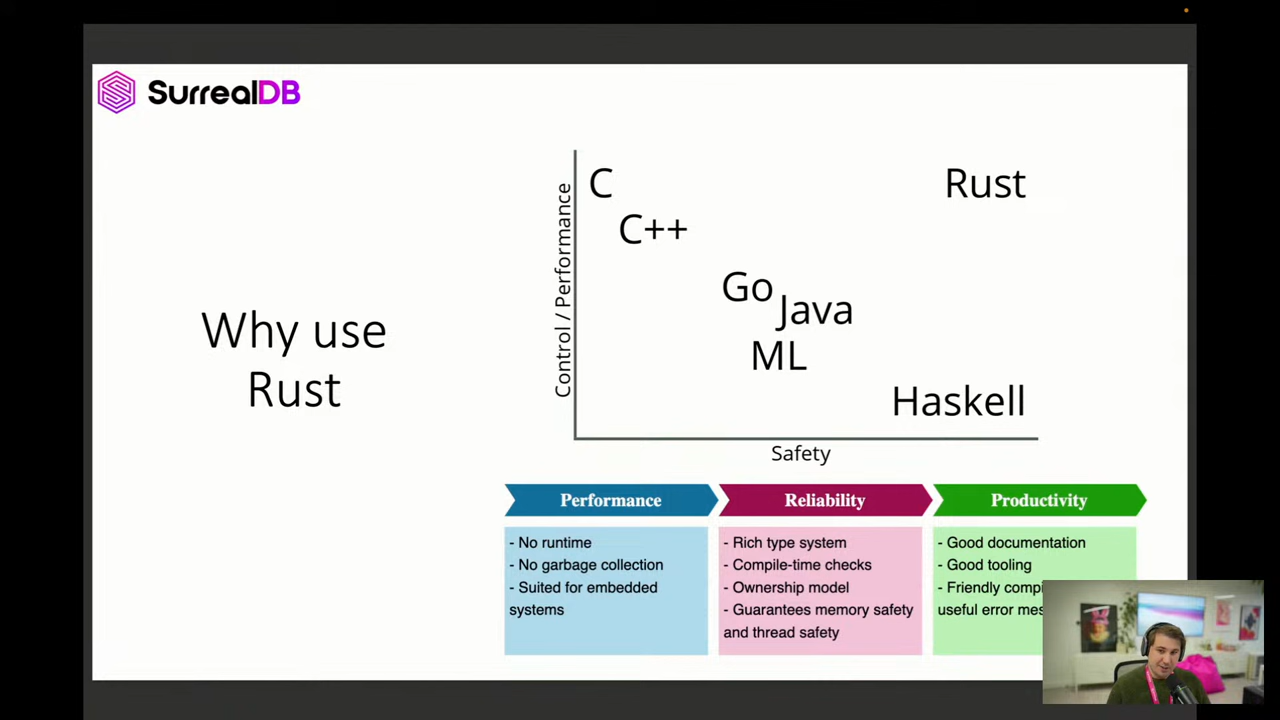 SurrealDB
Why use
Rust
Control / Performance
C
Rust
C++
Go
Java
ML
Haskell
Safety
Performance
- No runtime
- No garbage collection
- Suited for embedded
systems
Reliability
- Rich type system
- Compile-time checks
- Ownership model
- Guarantees memory safety
and thread safety
Productivity
- Good documentation
- Good tooling
- Friendly
useful error